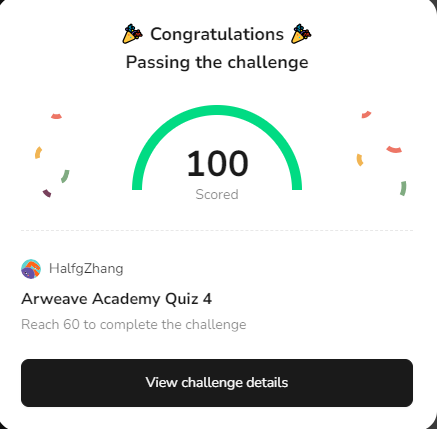 Congratulations
Passing the challenge
100
Scored
HalfgZhang
Arweave Academy Quiz 4
Reach 60 to complete the challenge
View challenge details